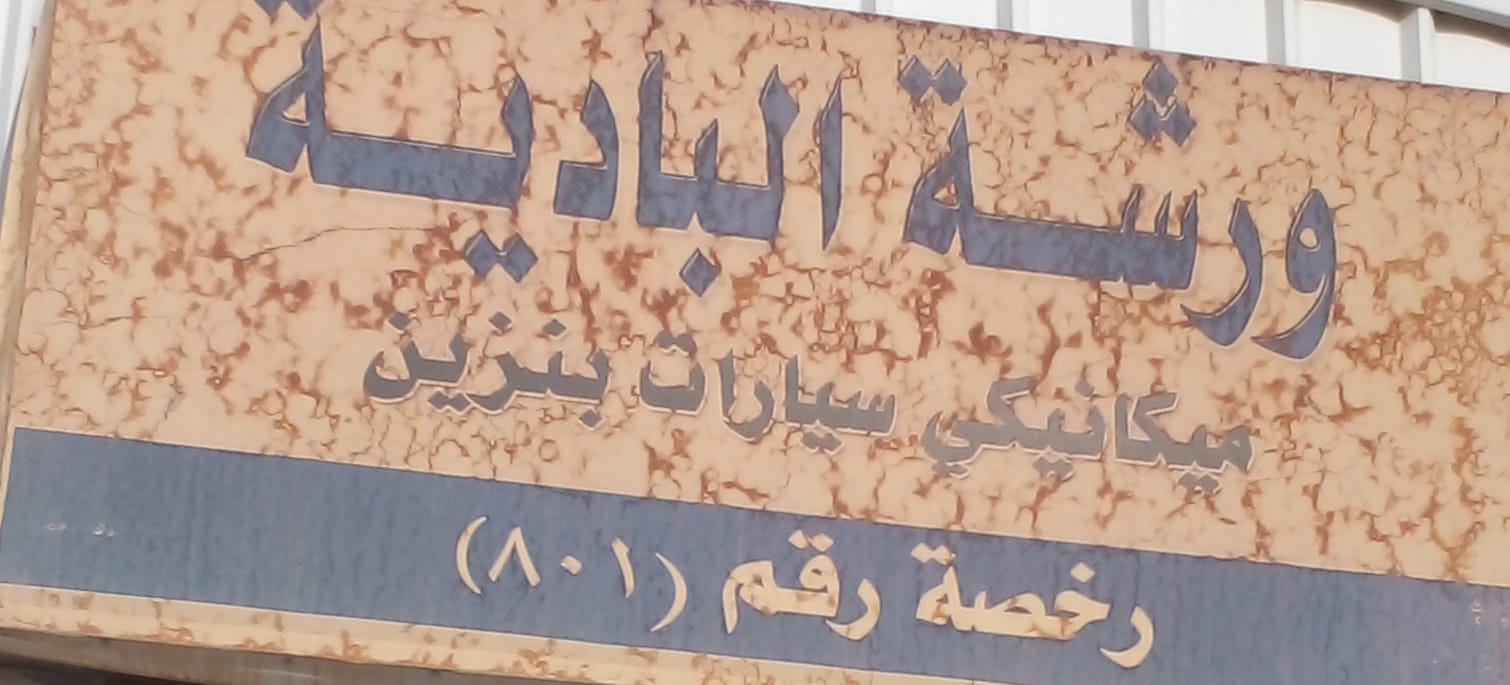 ورشة البادية
ميكانيكي سيارات بنزين
رخصة رقم (٨٠١)